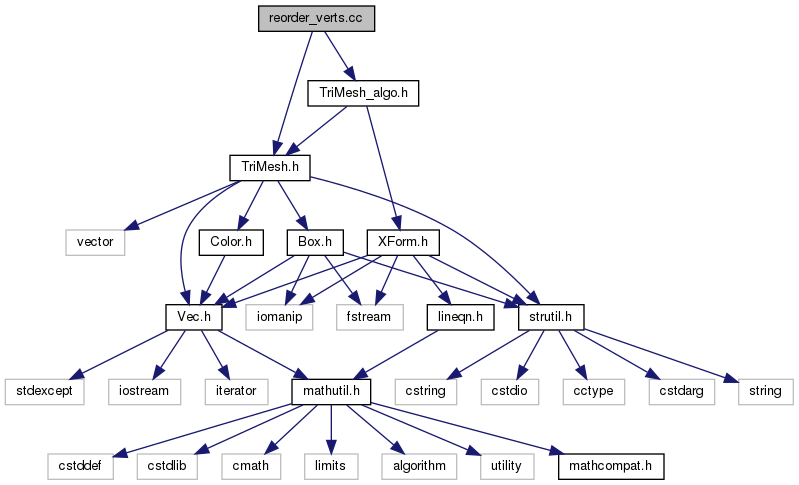 reorder_verts.cc
TriMesh_algo.h
TriMesh.h
vector
Color.h
Box.h
XForm.h
Vec.h
iomanip
fstream
lineqn.h
strutil.h
stdexcept
iostream
iterator
mathutil.h
cstring
cstdio
cctype
cstdarg
string
cstddef
cstdlib
cmath
limits
algorithm
utility
mathcompat.h